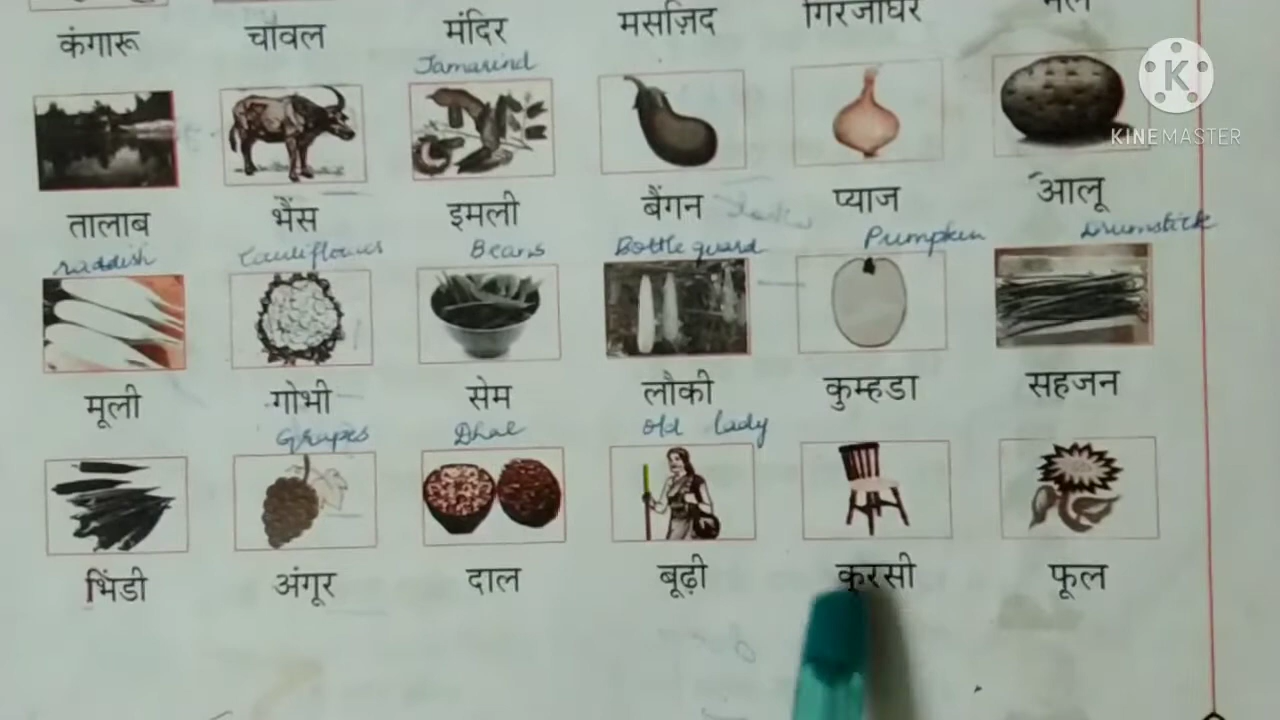 कंगारू चावल मंदिर मसज़िद गिरजाघर
Tamarind
तालाब भैंस इमली बैंगन प्याज आलू
raddish Cauliflower Beans Bottle guard Pumpkin Drumstick
मूली गोभी सेम लौकी कुम्हडा सहजन
Grapes Dhal old lady
भिंडी अंगूर दाल बूढ़ी कुरसी फूल
K
KINEMASTER